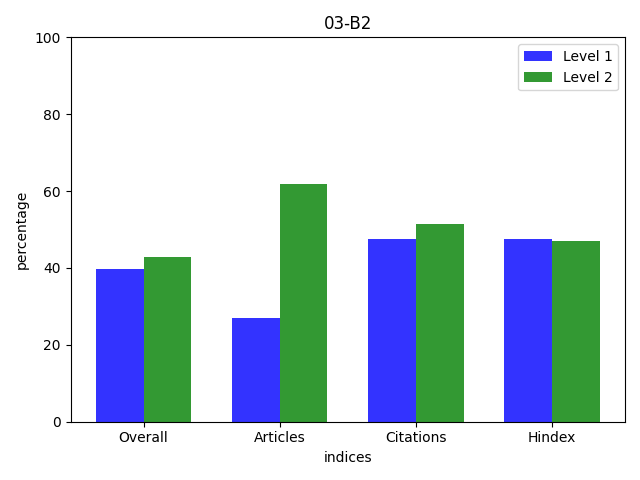 03-B2
100
80
60
40
20
0
percentage
Level 1
Level 2
Overall Articles Citations Hindex
indices